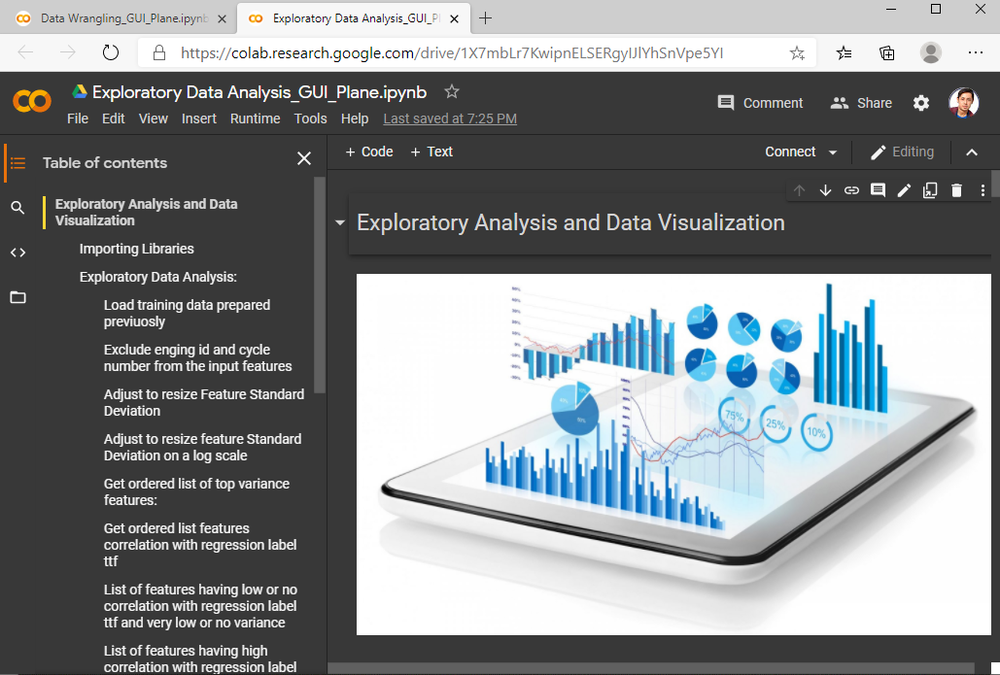 Data Wrangling_GUI_Plane.ipynb
Exploratory Data Analysis_GUI_Pl
https://colab.research.google.com/drive/1X7mbLr7KwipnELSERgyIJlYhSnVpe5YI
Exploratory Data Analysis_GUI_Plane.ipynb
Comment
Share
File Edit View Insert Runtime Tools Help Last saved at 7:25 PM
Table of contents
+ Code + Text
Connect
Editing
Exploratory Analysis and Data
Visualization
Importing Libraries
Exploratory Data Analysis:
Load training data prepared
previuosly
Exclude enging id and cycle
number from the input features
Adjust to resize Feature Standard
Deviation
Adjust to resize feature Standard
Deviation on a log scale
Get ordered list of top variance
features:
Get ordered list features
correlation with regression label
ttf
List of features having low or no
correlation with regression label
ttf and very low or no variance
List of features having high
correlation with regression label
Exploratory Analysis and Data Visualization
75%
25%
10%